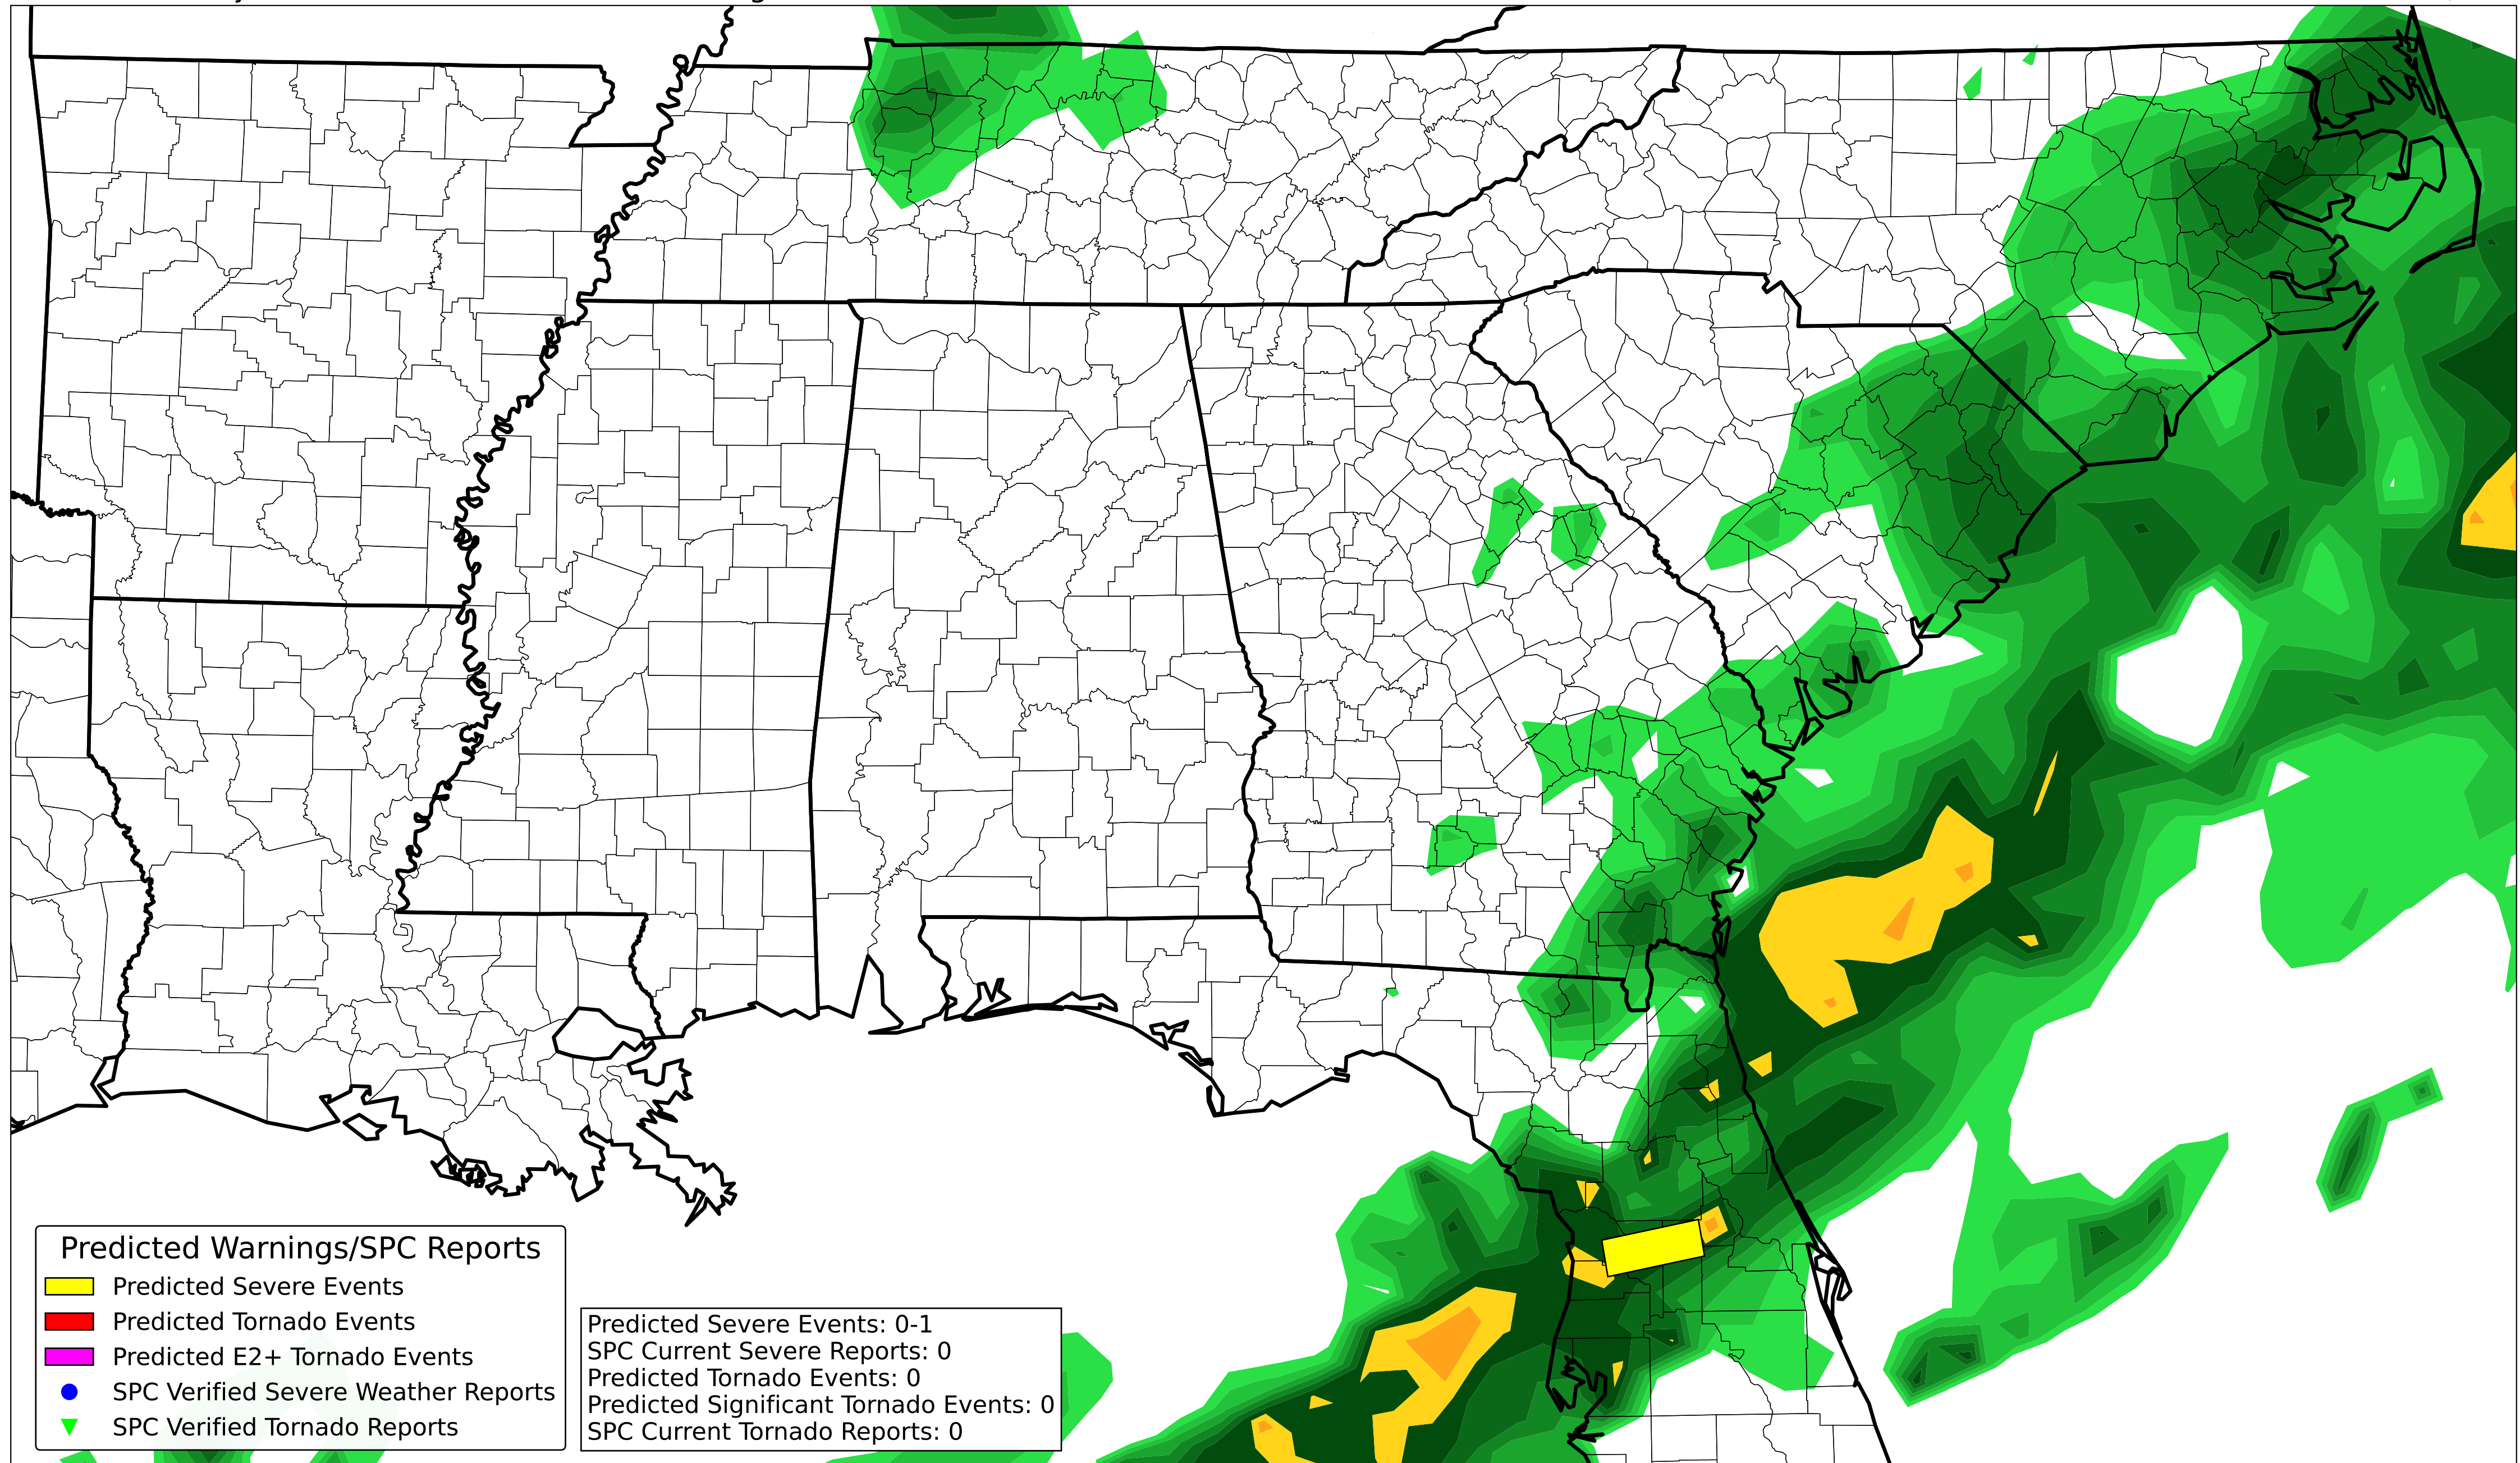 Predicted Warnings/SPC Reports
Predicted Severe Events
Predicted Tornado Events
Predicted E2+ Tornado Events
SPC Verified Severe Weather Reports
SPC Verified Tornado Reports
Predicted Severe Events: 0-1
SPC Current Severe Reports: 0
Predicted Tornado Events: 0
Predicted Significant Tornado Events: 0
SPC Current Tornado Reports: 0